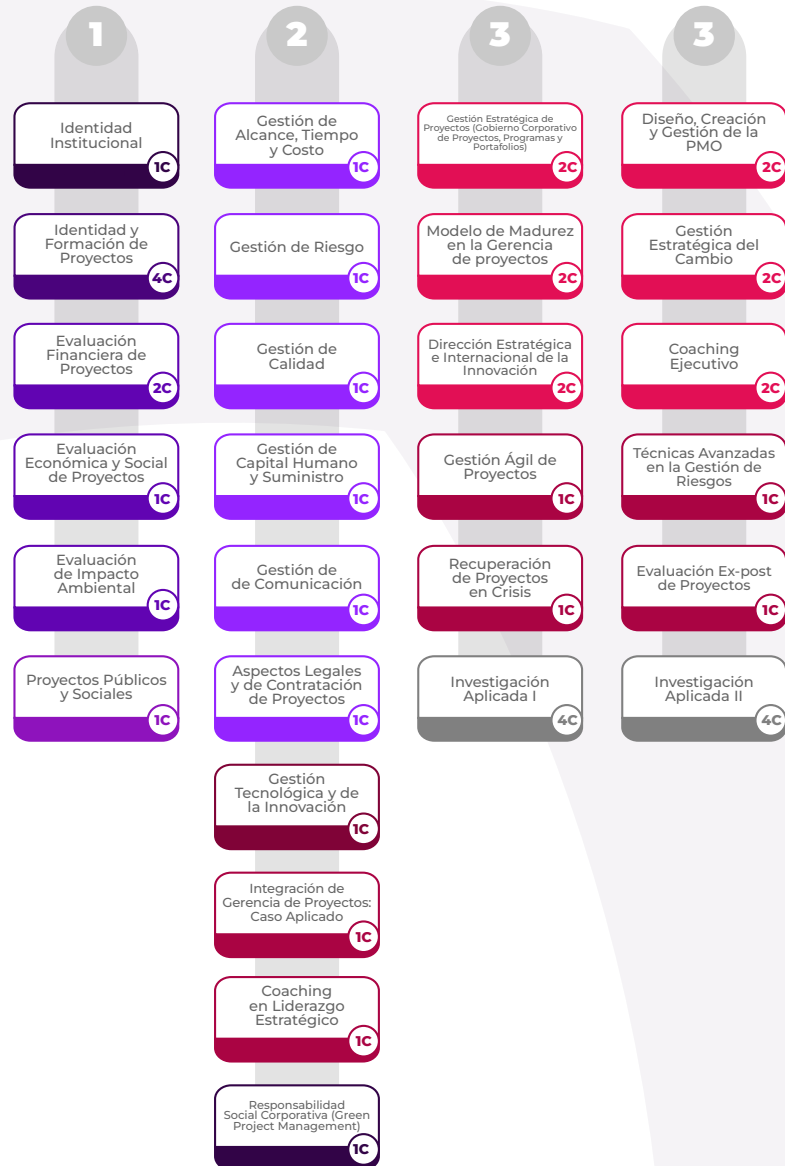 1
Identidad
Institucional
1C
Identidad y
Formación de
Proyectos
4C
Evaluación
Financiera de
Proyectos
2C
Evaluación
Económica y Social
de Proyectos
1C
Evaluación
de Impacto
Ambiental
1C
Proyectos Públicos
y Sociales
1C
2
Gestión de
Alcance, Tiempo
y Costo
1C
Gestión de Riesgo
1C
Gestión de
Calidad
1C
Gestión de
Capital Humano
y Suministro
1C
Gestión de
de Comunicación
1C
Aspectos Legales
y de Contratación
de Proyectos
1C
Gestión
Tecnológica y de
la Innovación
1C
Integración de
Gerencia de Proyectos:
Caso Aplicado
1C
Coaching
en Liderazgo
Estratégico
1C
Responsabilidad
Social Corporativa (Green
Project Management)
1C
3
Gestión Estratégica de
Proyectos (Gobierno Corporativo
de Proyectos, Programas y
Portafolios)
2C
Modelo de Madurez
en la Gerencia
de proyectos
2C
Dirección Estratégica
e Internacional de la
Innovación
2C
Gestión Ágil de
Proyectos
1C
Recuperación
de Proyectos
en Crisis
1C
Investigación
Aplicada I
4C
3
Diseño, Creación
y Gestión de la
PMO
2C
Gestión
Estratégica del
Cambio
2C
Coaching
Ejecutivo
2C
Técnicas Avanzadas
en la Gestión de
Riesgos
1C
Evaluación Ex-post
de Proyectos
1C
Investigación
Aplicada II
4C